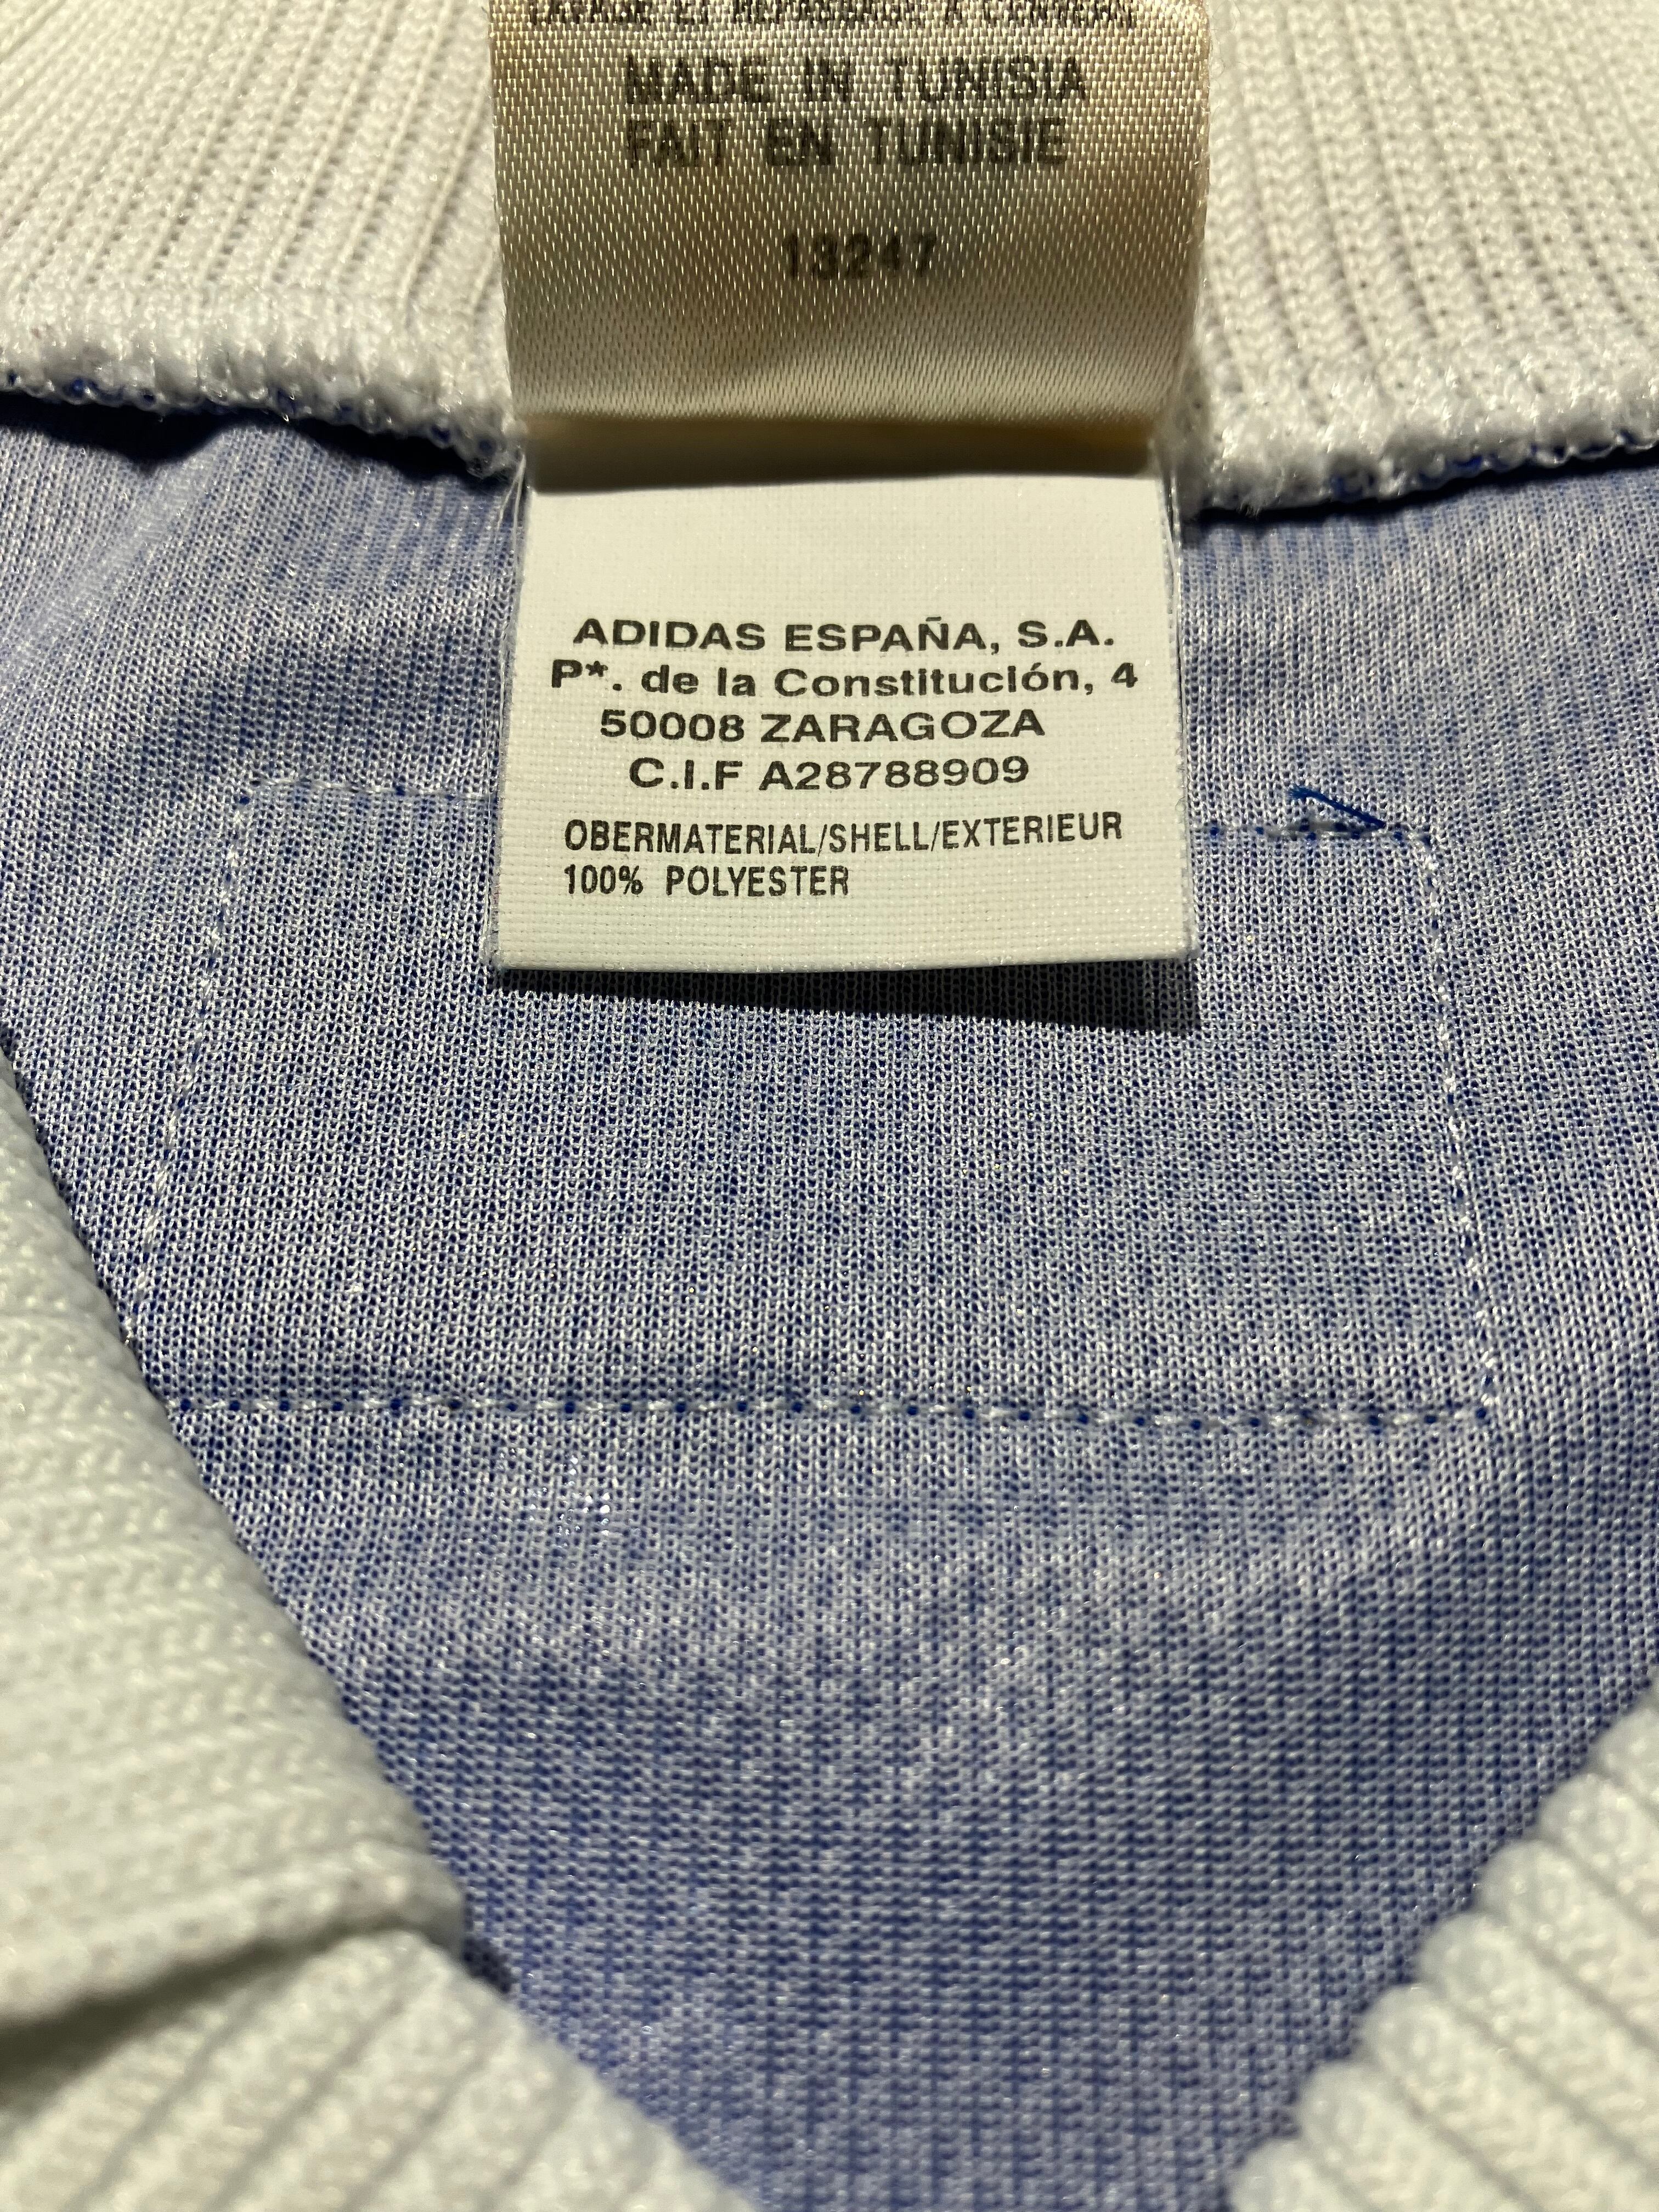 MADE IN TUNISIA
FAIT EN TUNISIE
13247
ADIDAS ESPAÑA, S.A.
P*. de la Constitución, 4
50008 ZARAGOZA
C.I.F A28788909
OBERMATERIAL/SHELL/EXTERIEUR
100% POLYESTER